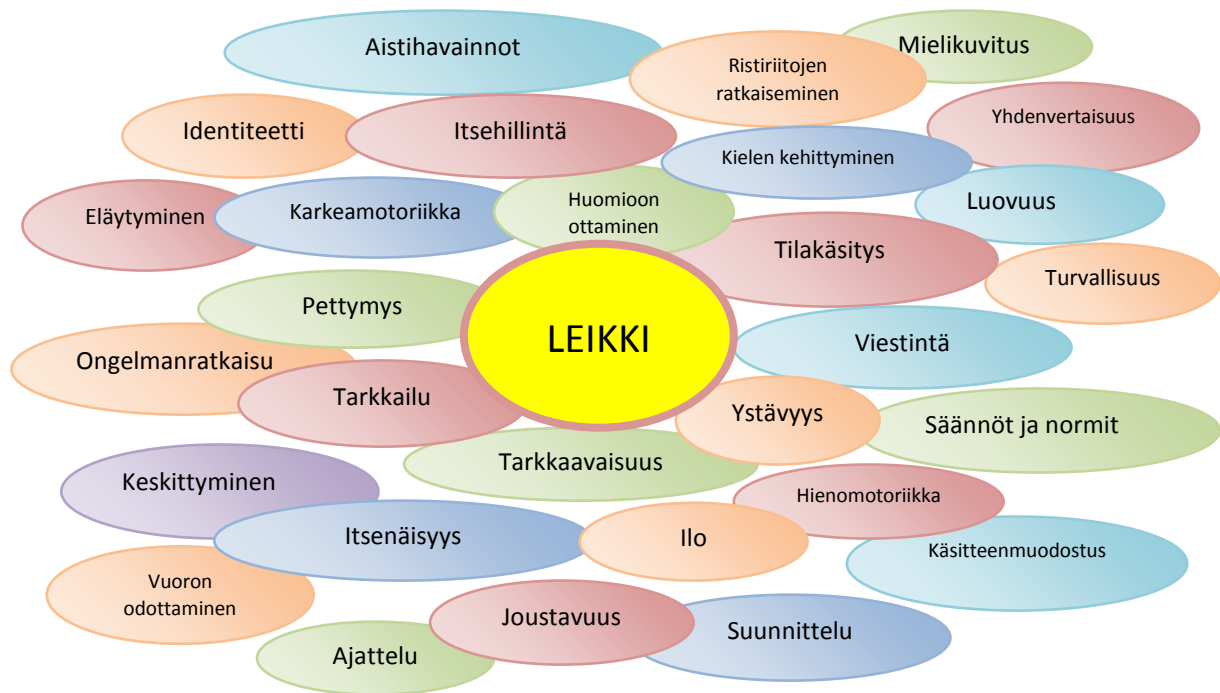 Aistihavainnot
Mielikuvitus
Ristiriitojen
ratkaiseminen
Identiteetti
Itsehillintä
Yhdenvertaisuus
Kielen kehittyminen
Eläytyminen
Karkeamotoriikka
Huomioon
ottaminen
Luovuus
Tilakäsitys
Turvallisuus
Pettymys
LEIKKI
Viestintä
Ongelmanratkaisu
Tarkkailu
Ystävyys
Säännöt ja normit
Tarkkaavaisuus
Keskittyminen
Hienomotoriikka
Itsenäisyys
Ilo
Käsitteenmuodostus
Vuoron
odottaminen
Joustavuus
Suunnittelu
Ajattelu